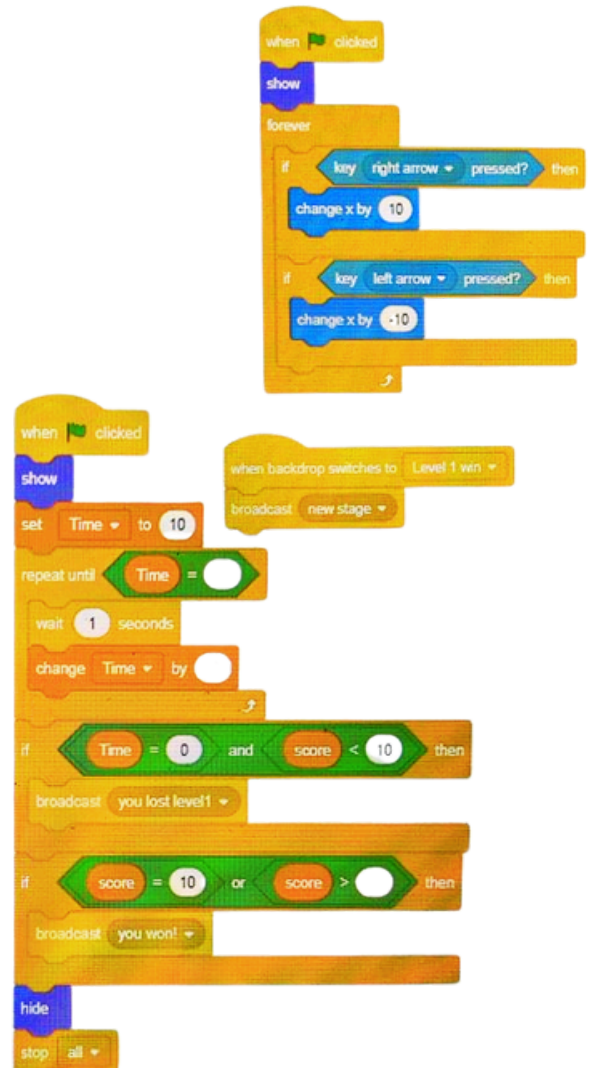 when clicked
show
forever
if key right arrow pressed? then
change x by 10
if key left arrow pressed? then
change x by -10
when clicked
show
set Time to 10
repeat until Time =
wait 1 seconds
change Time by
if Time = 0 and score < 10 then
broadcast you lost level1
if score = 10 or score > then
broadcast you won!
hide
stop all
when backdrop switches to Level 1 win
broadcast new stage